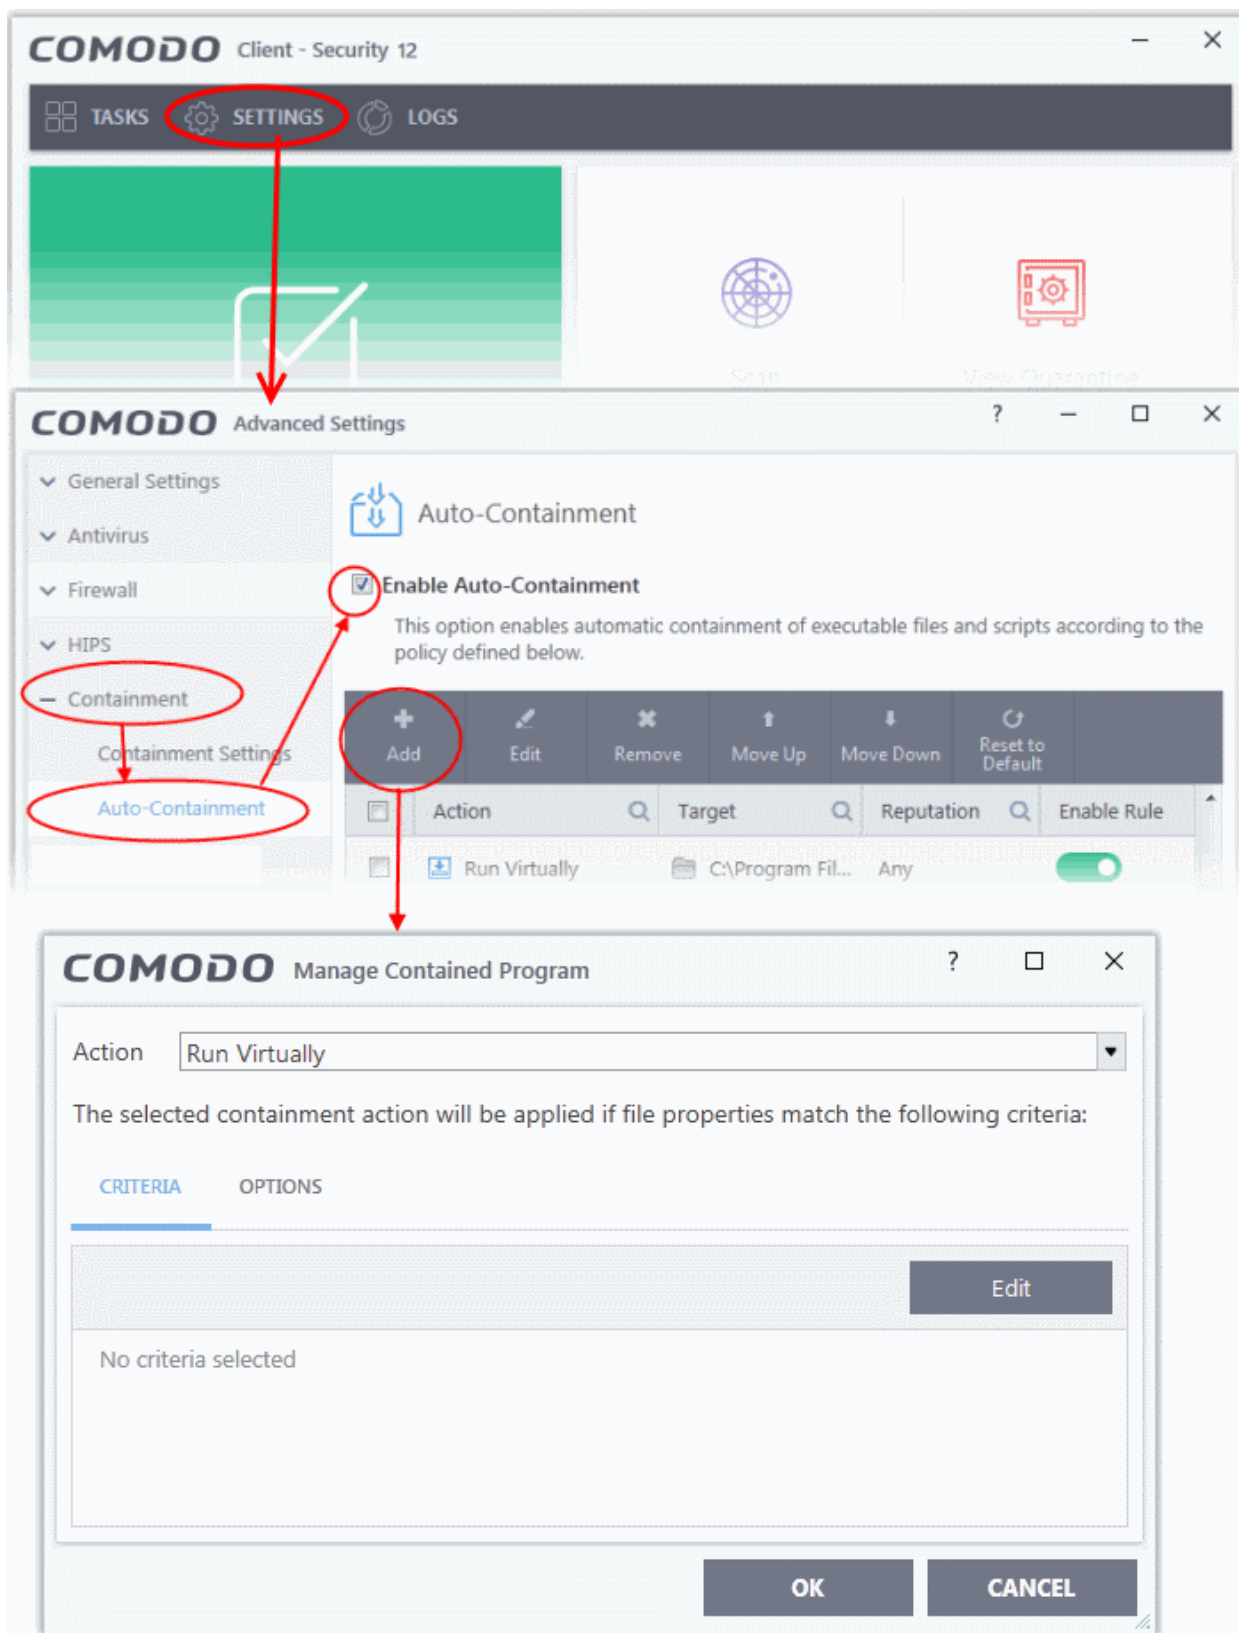 COMODO Client - Security 12
TASKS SETTINGS LOGS
Scan View Quarantine
COMODO Advanced Settings ?
General Settings
Antivirus
Firewall
HIPS
Containment
Containment Settings
Auto-Containment
Auto-Containment
Enable Auto-Containment
This option enables automatic containment of executable files and scripts according to the
policy defined below.
Add Edit Remove Move Up Move Down Reset to
Default
Action Target Reputation Enable Rule
Run Virtually C:\Program Fil... Any
COMODO Manage Contained Program ?
Action Run Virtually
The selected containment action will be applied if file properties match the following criteria:
CRITERIA OPTIONS
Edit
No criteria selected
OK CANCEL